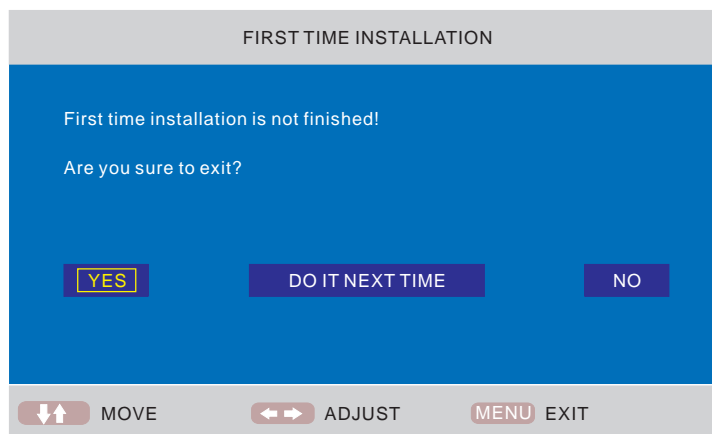 FIRST TIME INSTALLATION
First time installation is not finished!
Are you sure to exit?
YES DO IT NEXT TIME NO
MOVE ADJUST MENU EXIT